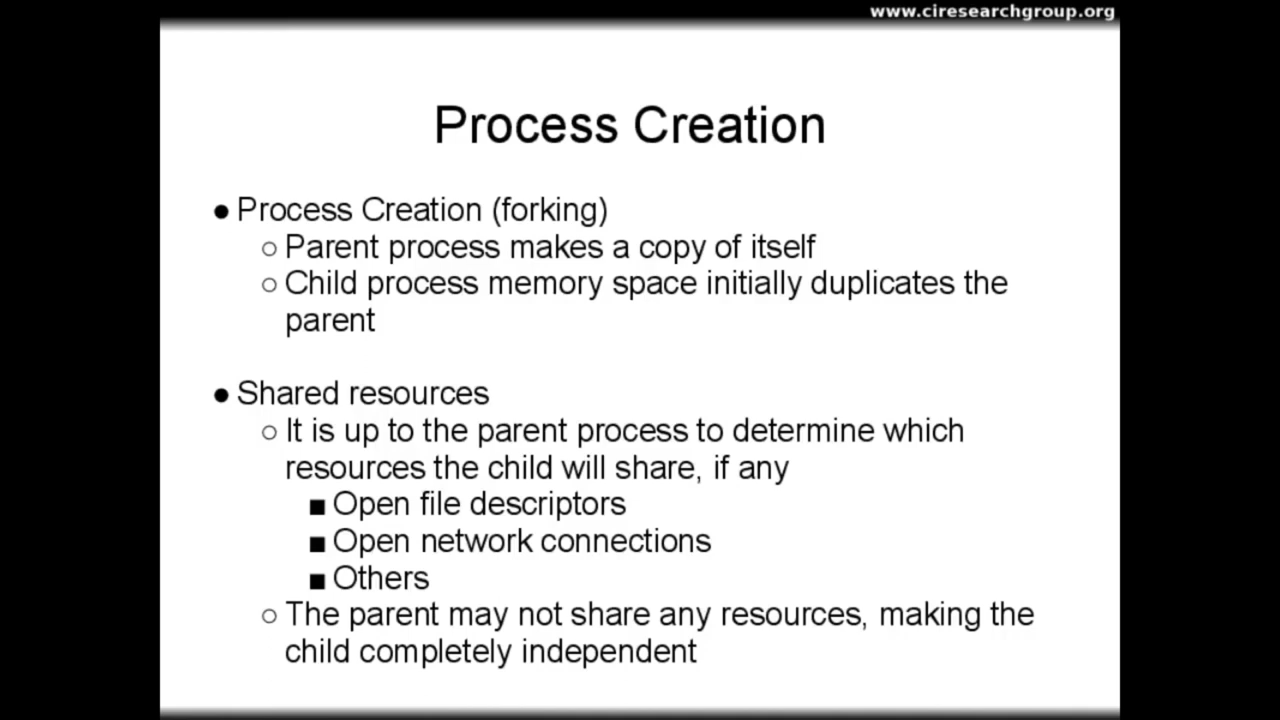 www.ciresearchgroup.org
Process Creation
● Process Creation (forking)
○ Parent process makes a copy of itself
○ Child process memory space initially duplicates the
parent
● Shared resources
○ It is up to the parent process to determine which
resources the child will share, if any
■ Open file descriptors
■ Open network connections
■ Others
○ The parent may not share any resources, making the
child completely independent